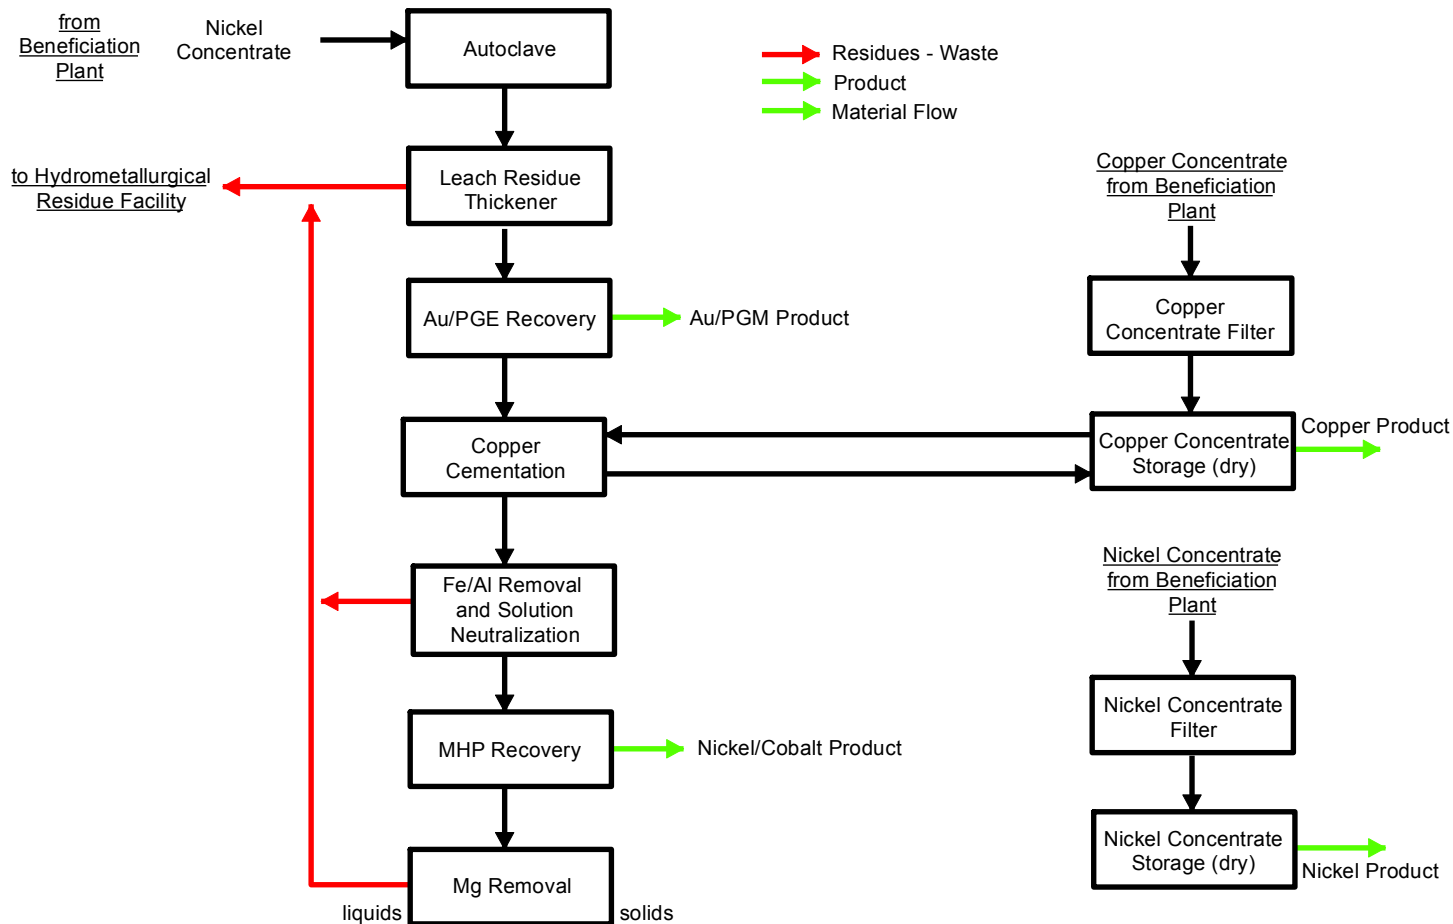 from
Beneficiation
Plant
Nickel
Concentrate
Autoclave
Residues - Waste
Product
Material Flow
to Hydrometallurgical
Residue Facility
Leach Residue
Thickener
Copper Concentrate
from Beneficiation
Plant
Au/PGE Recovery
Au/PGM Product
Copper
Concentrate Filter
Copper
Cementation
Copper Concentrate
Storage (dry)
Copper Product
Fe/Al Removal
and Solution
Neutralization
Nickel Concentrate
from Beneficiation
Plant
MHP Recovery
Nickel/Cobalt Product
Nickel Concentrate
Filter
Mg Removal
liquids
solids
Nickel Concentrate
Storage (dry)
Nickel Product